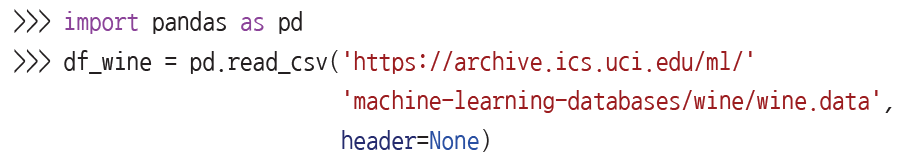 >>> import pandas as pd
>>> df_wine = pd.read_csv('https://archive.ics.uci.edu/ml/'
'machine-learning-databases/wine/wine.data',
header=None)